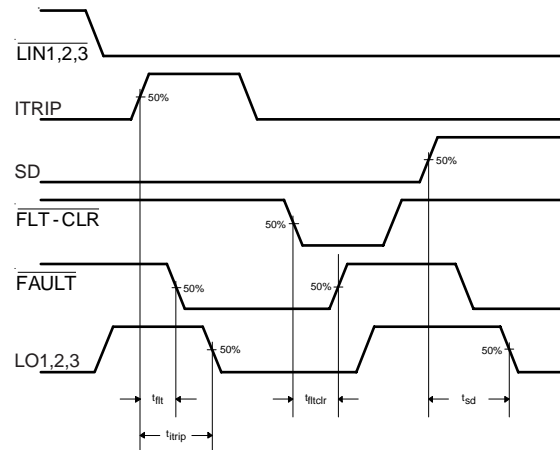 LIN1,2,3
ITRIP
50%
SD
50%
FLT-CLR
50%
FAULT
50%
50%
LO1,2,3
50%
50%
tflt
tfltclr
tsd
titrip